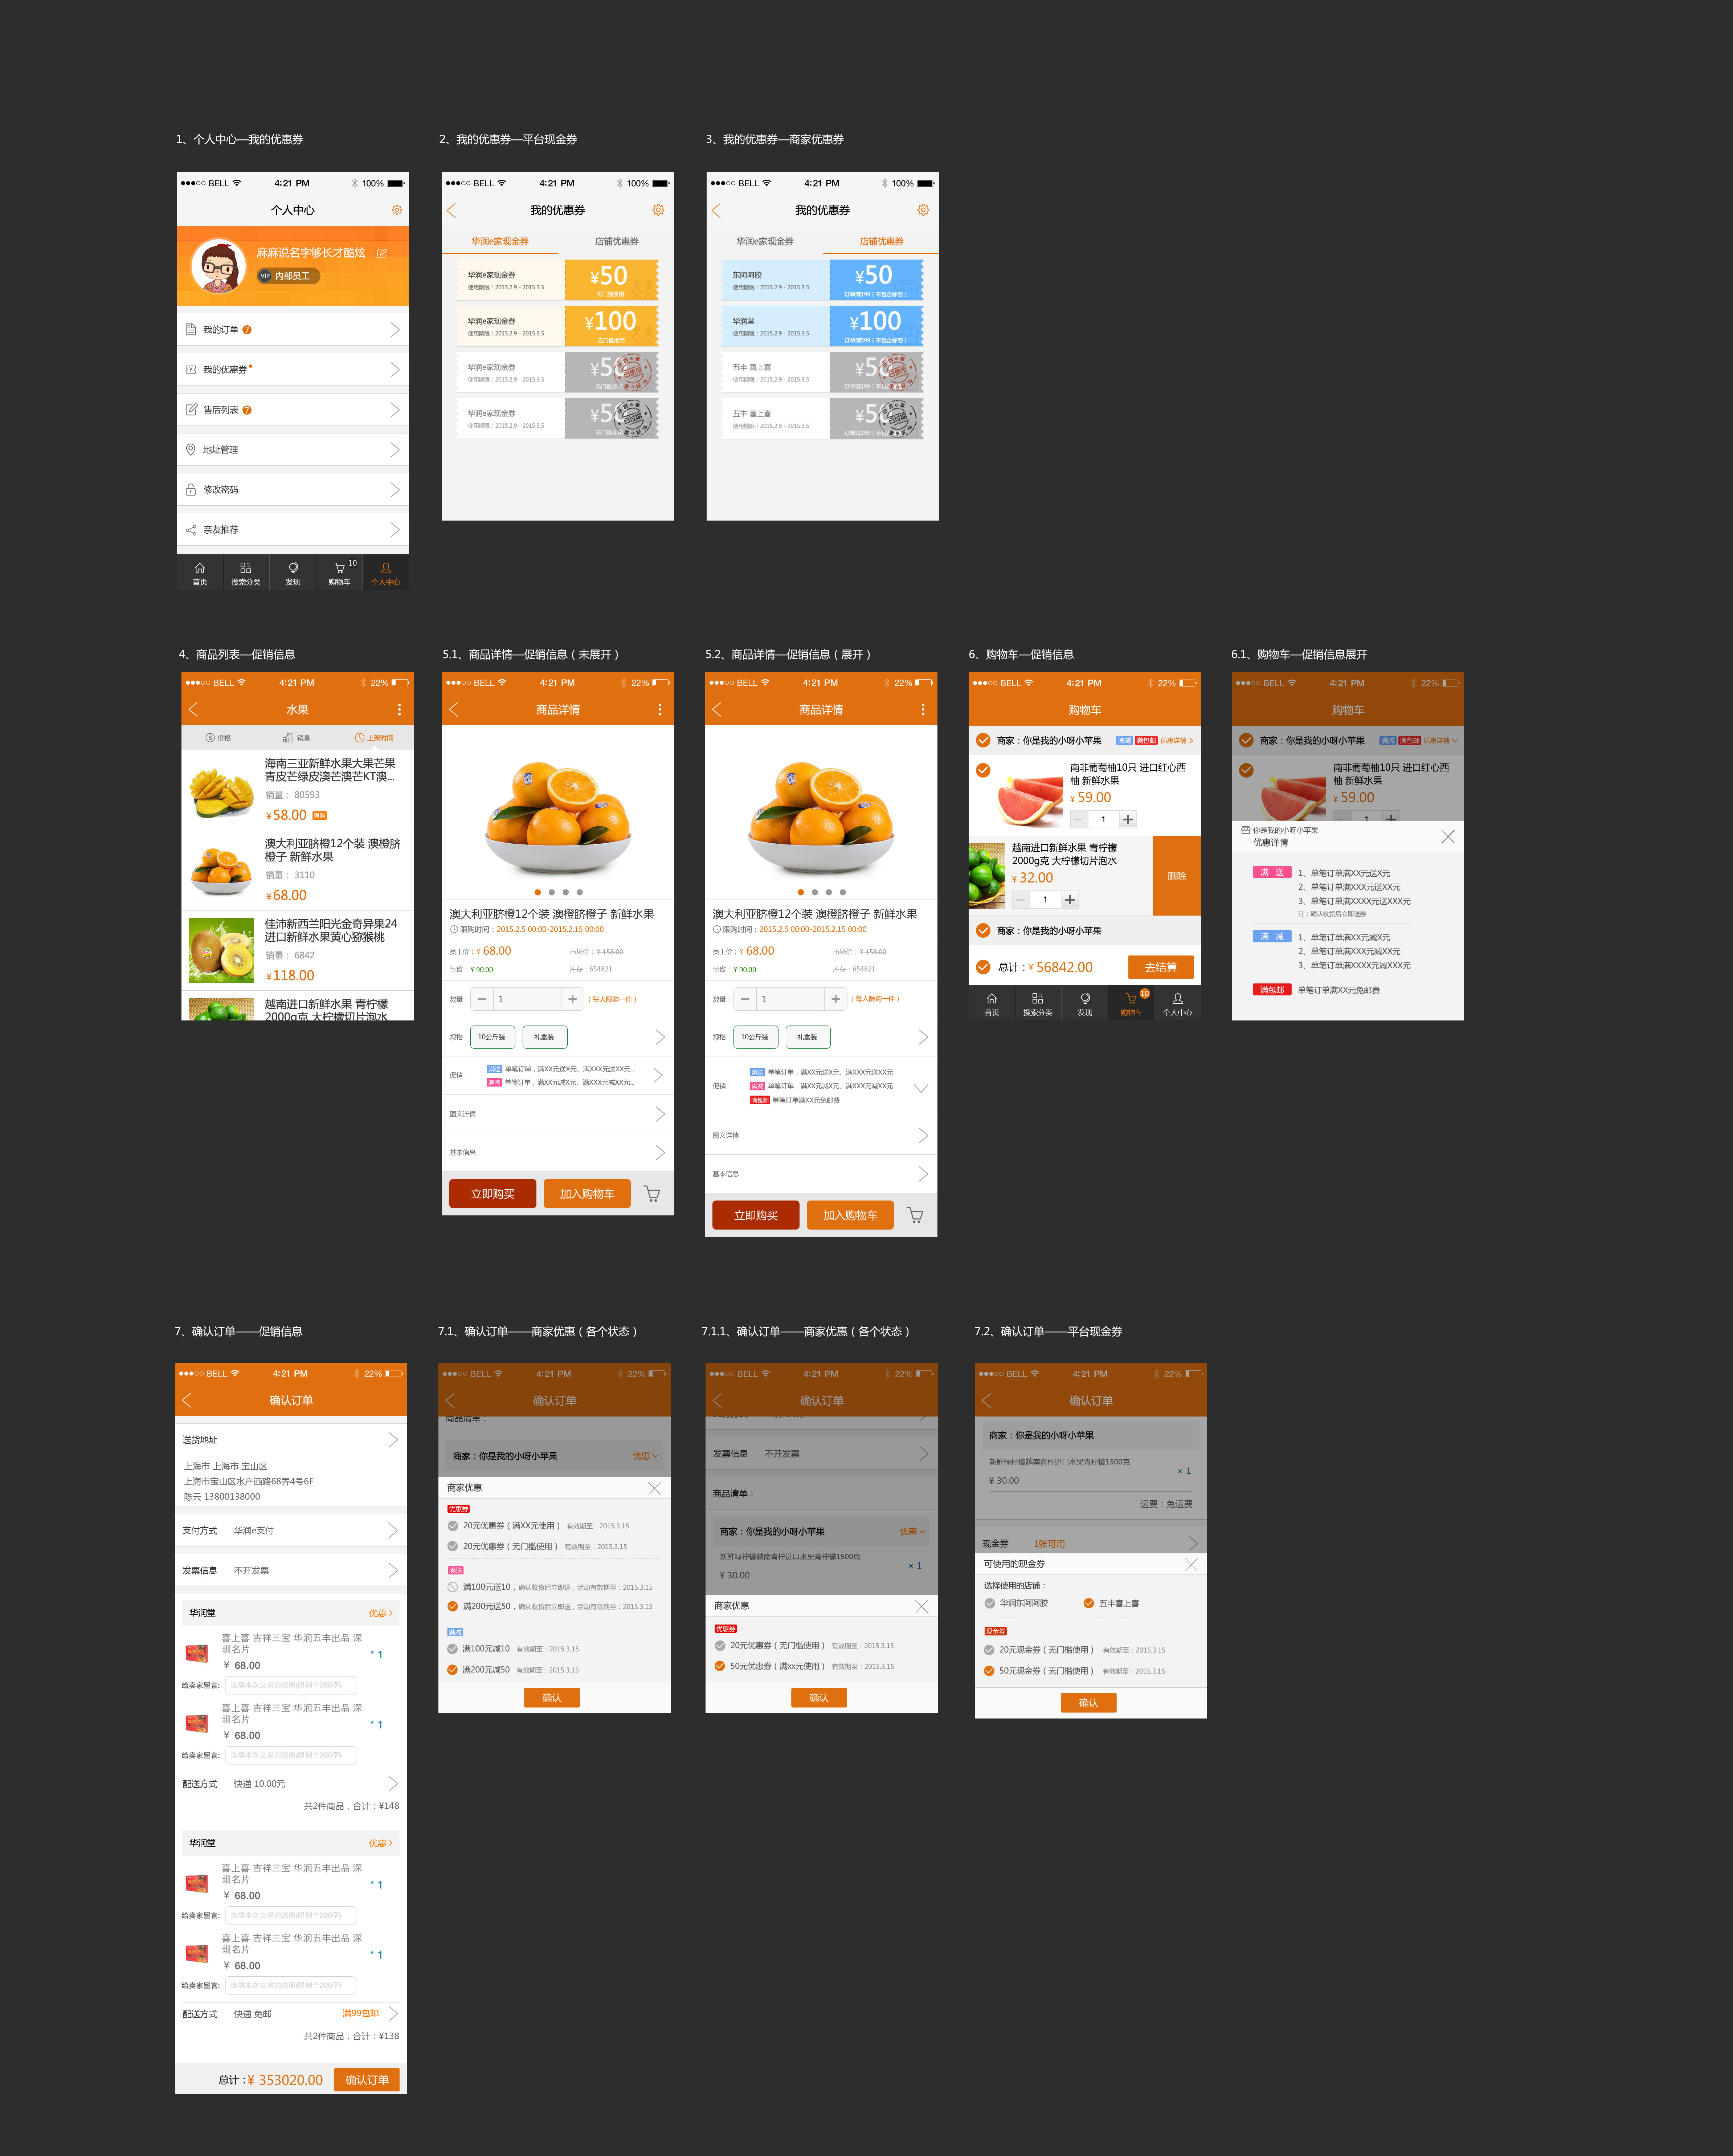 1、个人中心—我的优惠券
2、我的优惠券—平台现金券
3、我的优惠券—商家优惠券
●●●○○ BELL 4:21 PM 100%
个人中心
麻麻说名字够长才酷炫
VIP 内部员工
我的订单 7
我的优惠券
售后列表 7
地址管理
修改密码
亲友推荐
10
首页 搜索分类 发现 购物车 个人中心
●●●○○ BELL 4:21 PM 100%
我的优惠券
华润e家现金券 店铺优惠券
华润e家现金券 ¥50
使用期限：2015.2.9 - 2015.3.5 无门槛使用
华润e家现金券 ¥100
使用期限：2015.2.9 - 2015.3.5 无门槛使用
华润e家现金券 ¥50
使用期限：2015.2.9 - 2015.3.5 无门槛使用
已使用
华润e家现金券 ¥50
使用期限：2015.2.9 - 2015.3.5 无门槛使用
已过期
●●●○○ BELL 4:21 PM 100%
我的优惠券
华润e家现金券 店铺优惠券
东阿阿胶 ¥50
使用期限：2015.2.9 - 2015.3.5 订单满199（不包含邮费）
华润堂 ¥100
使用期限：2015.2.9 - 2015.3.5 订单满599（不包含邮费）
五丰 喜上喜 ¥50
使用期限：2015.2.9 - 2015.3.5 订单满199（不包含邮费）
已使用
五丰 喜上喜 ¥50
使用期限：2015.2.9 - 2015.3.5 订单满199（不包含邮费）
已过期
4、商品列表—促销信息
5.1、商品详情—促销信息（未展开）
5.2、商品详情—促销信息（展开）
6、购物车—促销信息
6.1、购物车—促销信息展开
●●●○○ BELL 4:21 PM 22%
水果
价格 销量 上架时间
海南三亚新鲜水果大果芒果
青皮芒绿皮澳芒澳芒KT澳...
销量： 80593
¥58.00 限购
澳大利亚脐橙12个装 澳橙脐
橙子 新鲜水果
销量： 3110
¥68.00
佳沛新西兰阳光金奇异果24
进口新鲜水果黄心猕猴桃
销量： 6842
¥118.00
越南进口新鲜水果 青柠檬
2000g克 大柠檬切片泡水
●●●○○ BELL 4:21 PM 22%
商品详情
澳大利亚脐橙12个装 澳橙脐橙子 新鲜水果
限购时间：2015.2.5 00:00-2015.2.15 00:00
员工价：¥ 68.00 市场价：¥ 158.00
节省：¥ 90.00 库存：654821
数量： － 1 ＋ （每人限购一件）
规格： 10公斤装 礼盒装
促销：
满送 单笔订单，满XX元送X元、满XXX元送XX元...
满减 单笔订单，满XX元减X元、满XXX元减XX元...
图文详情
基本信息
立即购买 加入购物车
●●●○○ BELL 4:21 PM 22%
商品详情
澳大利亚脐橙12个装 澳橙脐橙子 新鲜水果
限购时间：2015.2.5 00:00-2015.2.15 00:00
员工价：¥ 68.00 市场价：¥ 158.00
节省：¥ 90.00 库存：654821
数量： － 1 ＋ （每人限购一件）
规格： 10公斤装 礼盒装
满送 单笔订单，满XX元送X元、满XXX元送XX元
促销： 满减 单笔订单，满XX元减X元、满XXX元减XX元
满包邮 单笔订单满XX元免邮费
图文详情
基本信息
立即购买 加入购物车
●●●○○ BELL 4:21 PM 22%
购物车
商家：你是我的小呀小苹果 满减 满包邮 优惠详情
南非葡萄柚10只 进口红心西
柚 新鲜水果
¥ 59.00
－ 1 ＋
越南进口新鲜水果 青柠檬
2000g克 大柠檬切片泡水
¥ 32.00
－ 1 ＋
删除
商家：你是我的小呀小苹果
总计：¥ 56842.00 去结算
10
首页 搜索分类 发现 购物车 个人中心
●●●○○ BELL 4:21 PM 22%
购物车
商家：你是我的小呀小苹果 满减 满包邮 优惠详情
南非葡萄柚10只 进口红心西
柚 新鲜水果
¥ 59.00
－ 1 ＋
你是我的小呀小苹果
优惠详情
满 送 1、单笔订单满XX元送X元
2、单笔订单满XXX元送XX元
3、单笔订单满XXXX元送XXX元
注：确认收货后立即送券
满 减 1、单笔订单满XX元减X元
2、单笔订单满XXX元减XX元
3、单笔订单满XXXX元减XXX元
满包邮 单笔订单满XX元免邮费
7、确认订单——促销信息
7.1、确认订单——商家优惠（各个状态）
7.1.1、确认订单——商家优惠（各个状态）
7.2、确认订单——平台现金券
●●●○○ BELL 4:21 PM 22%
确认订单
送货地址
上海市 上海市 宝山区
上海市宝山区水产西路68弄4号6F
陈云 13800138000
支付方式 华润e支付
发票信息 不开发票
华润堂 优惠
喜上喜 吉祥三宝 华润五丰出品 深
圳名片
* 1
¥ 68.00
给卖家留言： 选填本次交易的说明(限制个200字)
喜上喜 吉祥三宝 华润五丰出品 深
圳名片
* 1
¥ 68.00
给卖家留言： 选填本次交易的说明(限制个200字)
配送方式 快递 10.00元
共2件商品，合计：¥148
华润堂 优惠
喜上喜 吉祥三宝 华润五丰出品 深
圳名片
* 1
¥ 68.00
给卖家留言： 选填本次交易的说明(限制个200字)
喜上喜 吉祥三宝 华润五丰出品 深
圳名片
* 1
¥ 68.00
给卖家留言： 选填本次交易的说明(限制个200字)
配送方式 快递 免邮 满99包邮
共2件商品，合计：¥138
总计：¥ 353020.00 确认订单
●●●○○ BELL 4:21 PM 22%
确认订单
商品清单：
商家：你是我的小呀小苹果 优惠
商家优惠
优惠券
20元优惠券（满XX元使用） 有效期至：2015.3.15
20元优惠券（无门槛使用） 有效期至：2015.3.15
满送
满100元送10，确认收货后立即送，活动有效期至：2015.3.15
满200元送50，确认收货后立即送，活动有效期至：2015.3.15
满减
满100元减10 有效期至：2015.3.15
满200元减50 有效期至：2015.3.15
确认
●●●○○ BELL 4:21 PM 22%
确认订单
发票信息 不开发票
商品清单：
商家：你是我的小呀小苹果 优惠
新鲜绿柠檬越南青柠进口水里青柠檬1500克
× 1
¥ 30.00
商家优惠
优惠券
20元优惠券（无门槛使用） 有效期至：2015.3.15
50元优惠券（满xx元使用） 有效期至：2015.3.15
确认
●●●○○ BELL 4:21 PM 22%
确认订单
商家：你是我的小呀小苹果
新鲜绿柠檬越南青柠进口水里青柠檬1500克
× 1
¥ 30.00
运费：免运费
现金券 1张可用
可使用的现金券
选择使用的店铺：
华润东阿阿胶 五丰喜上喜
现金券
20元现金券（无门槛使用） 有效期至：2015.3.15
50元现金券（无门槛使用） 有效期至：2015.3.15
确认